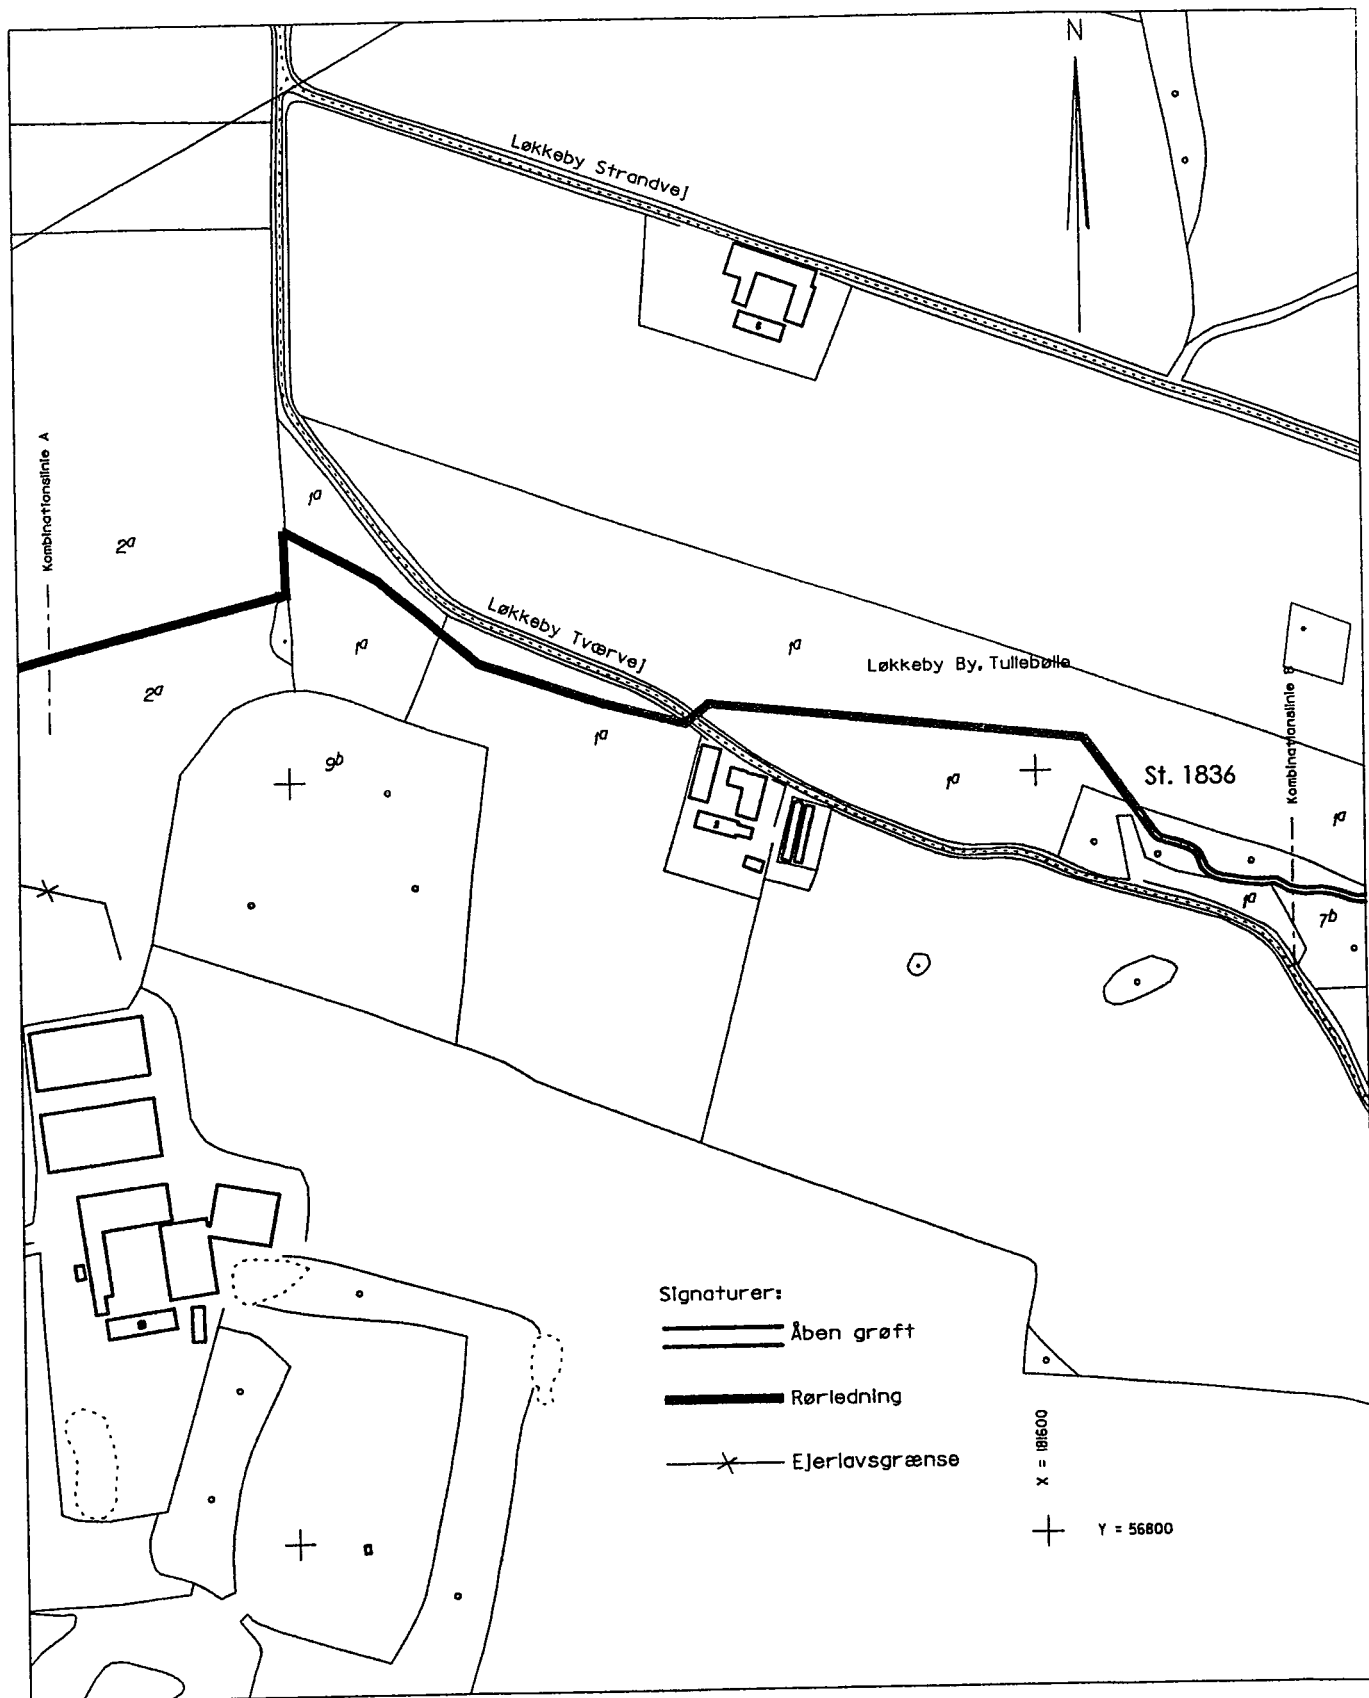 N
Løkkeby Strandvej
Kombinationslinie A
1a
2a
Løkkeby Tværvej
1a
1a
Løkkeby By, Tullebølle
2a
1a
9b
Kombinationslinie B
St. 1836
1a
1a
1a
7b
Signaturer:
Åben grøft
Rørledning
Ejerlavsgrænse
X = 181600
Y = 56800